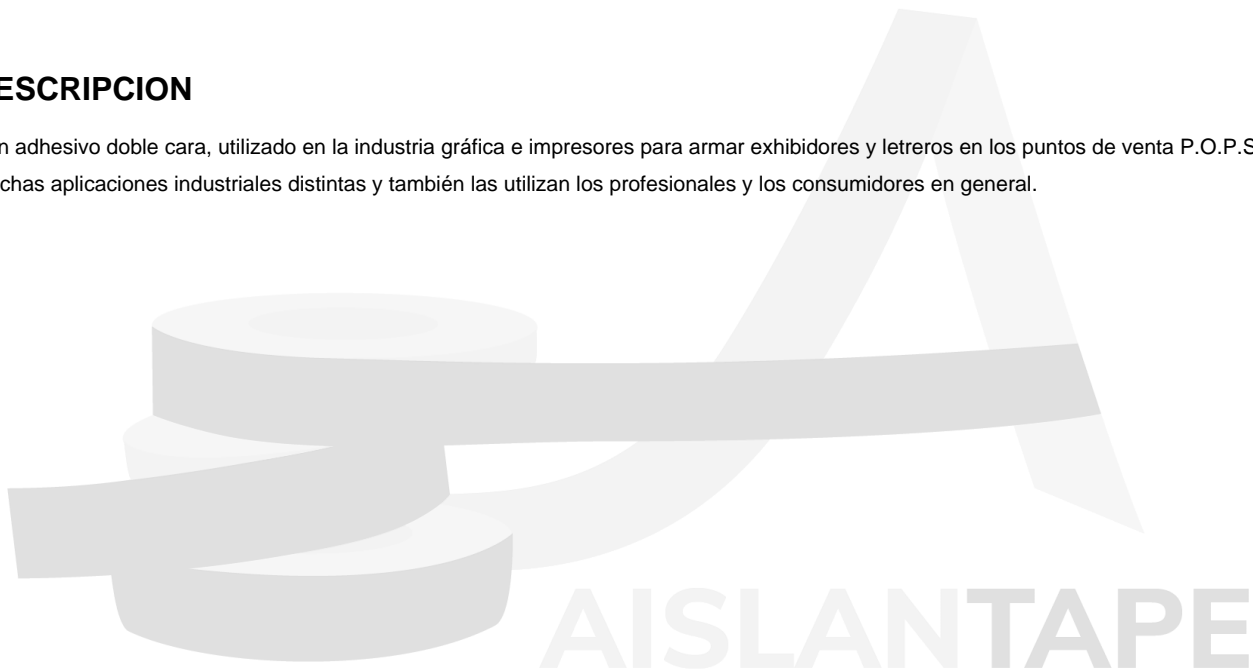 ESCRIPCION
n adhesivo doble cara, utilizado en la industria gráfica e impresores para armar exhibidores y letreros en los puntos de venta P.O.P.S
chas aplicaciones industriales distintas y también las utilizan los profesionales y los consumidores en general.
AISLANTAPE